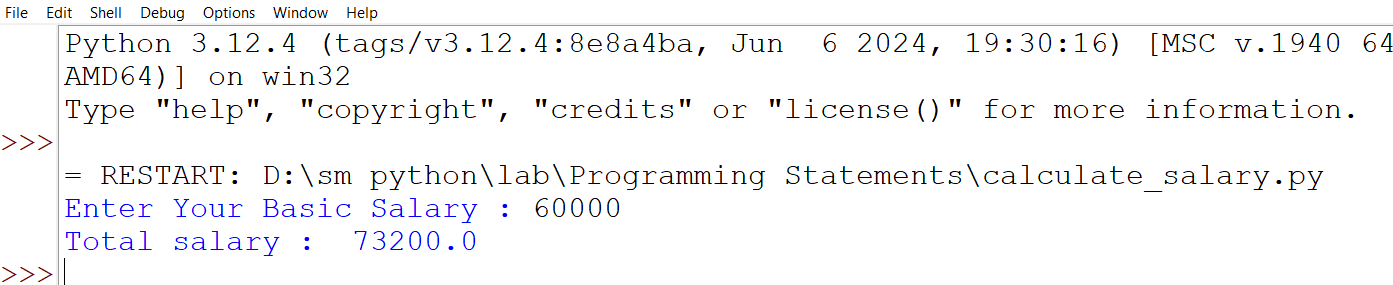 File Edit Shell Debug Options Window Help
Python 3.12.4 (tags/v3.12.4:8e8a4ba, Jun  6 2024, 19:30:16) [MSC v.1940 64
AMD64)] on win32
Type "help", "copyright", "credits" or "license()" for more information.
>>>
= RESTART: D:\sm python\lab\Programming Statements\calculate_salary.py
Enter Your Basic Salary : 60000
Total salary :  73200.0
>>>